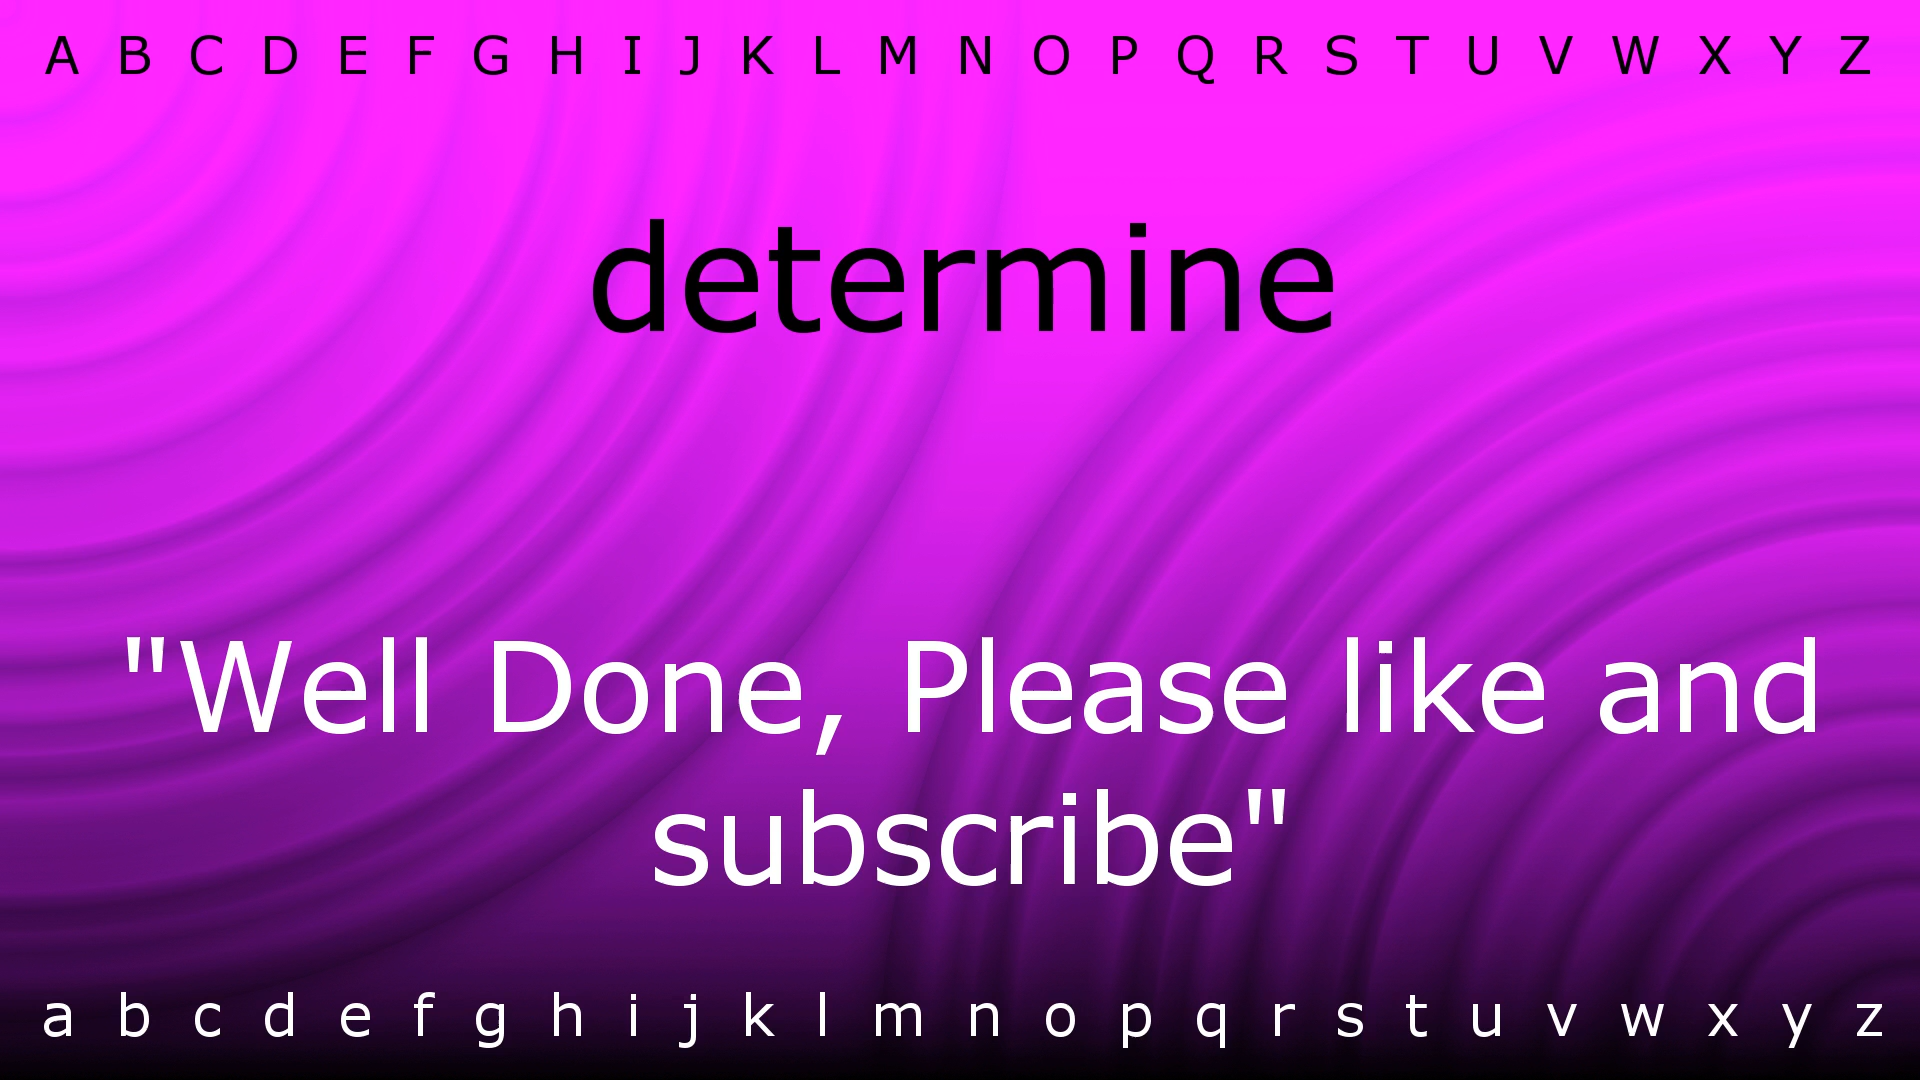 A B C D E F G H I J K L M N O P Q R S T U V W X Y Z
determine
"Well Done, Please like and
subscribe"
a b c d e f g h i j k l m n o p q r s t u v w x y z